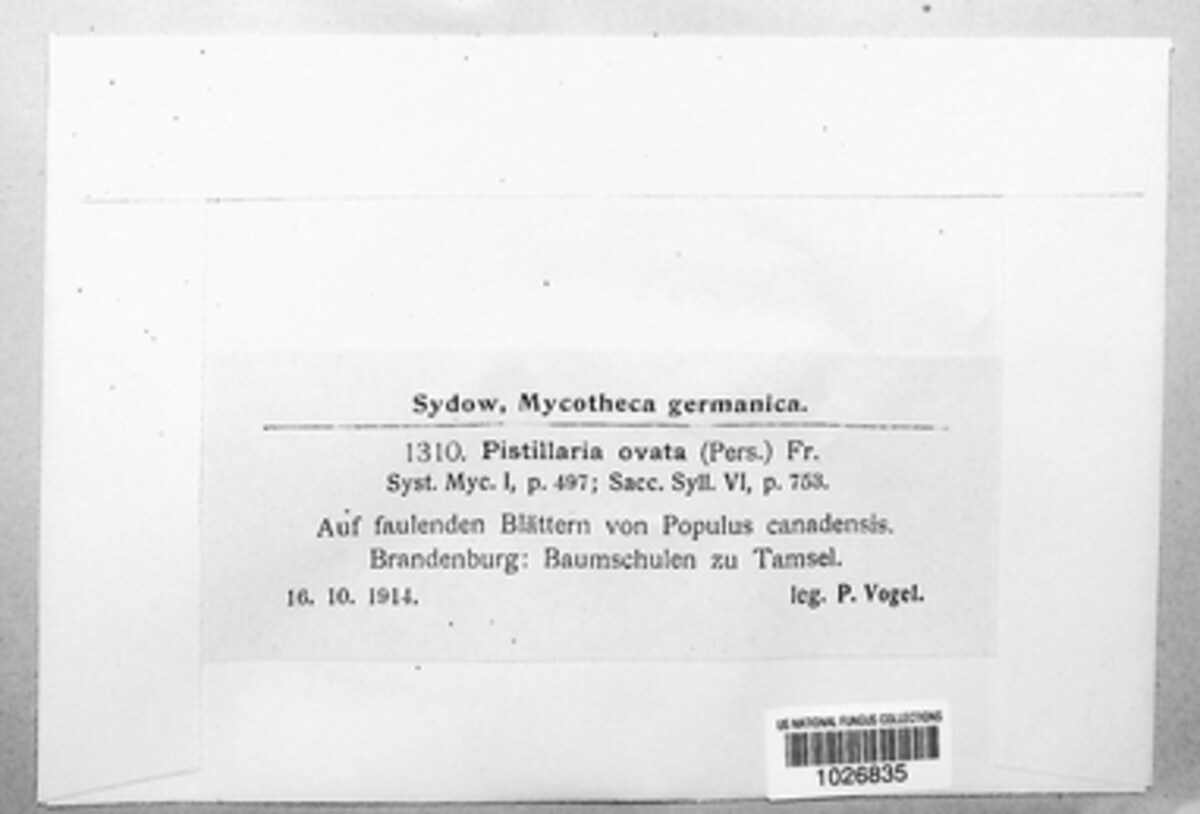 Sydow, Mycotheca germanica.
1310. Pistillaria ovata (Pers.) Fr.
Syst. Myc. I, p. 497; Sacc. Syll. VI, p. 753.
Auf faulenden Blättern von Populus canadensis.
Brandenburg: Baumschulen zu Tamsel.
16. 10. 1914. leg. P. Vogel.
US NATIONAL FUNGUS COLLECTIONS
1026835